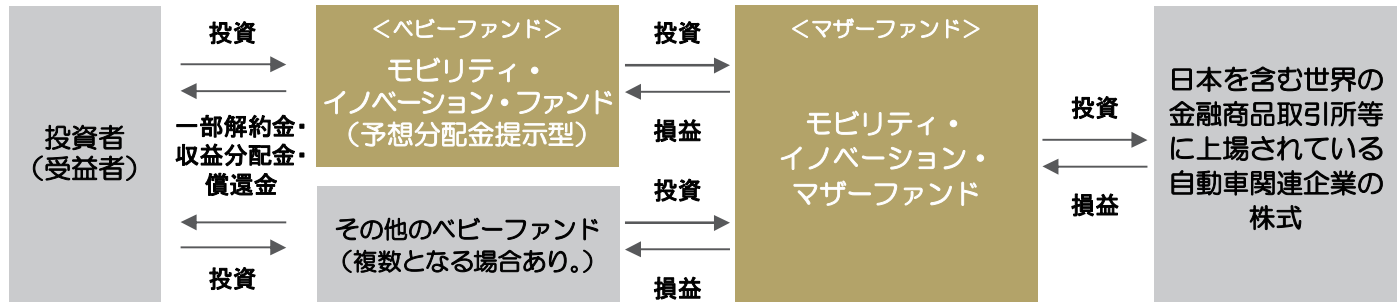 投資者
（受益者）
投資
一部解約金・
収益分配金・
償還金
投資
＜ベビーファンド＞
モビリティ・
イノベーション・ファンド
（予想分配金提示型）
その他のベビーファンド
（複数となる場合あり。）
投資
損益
投資
損益
＜マザーファンド＞
モビリティ・
イノベーション・
マザーファンド
投資
損益
日本を含む世界の
金融商品取引所等
に上場されている
自動車関連企業の
株式